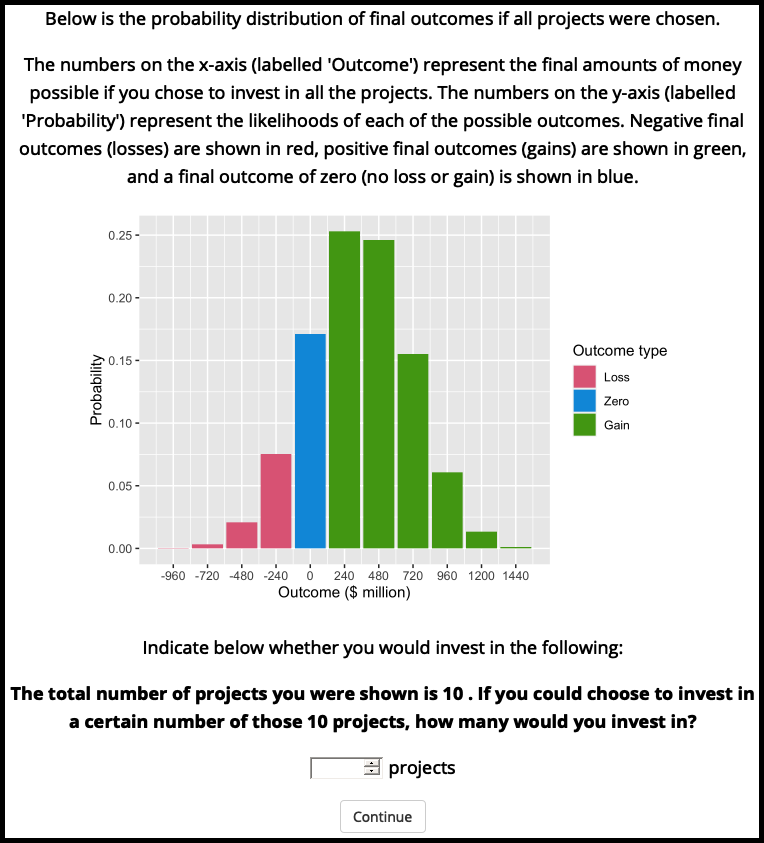 Below is the probability distribution of final outcomes if all projects were chosen.
The numbers on the x-axis (labelled 'Outcome') represent the final amounts of money
possible if you chose to invest in all the projects. The numbers on the y-axis (labelled
'Probability') represent the likelihoods of each of the possible outcomes. Negative final
outcomes (losses) are shown in red, positive final outcomes (gains) are shown in green,
and a final outcome of zero (no loss or gain) is shown in blue.
Probability
0.25
0.20
0.15
0.10
0.05
0.00
-960 -720 -480 -240 0 240 480 720 960 1200 1440
Outcome ($ million)
Outcome type
Loss
Zero
Gain
Indicate below whether you would invest in the following:
The total number of projects you were shown is 10 . If you could choose to invest in
a certain number of those 10 projects, how many would you invest in?
projects
Continue